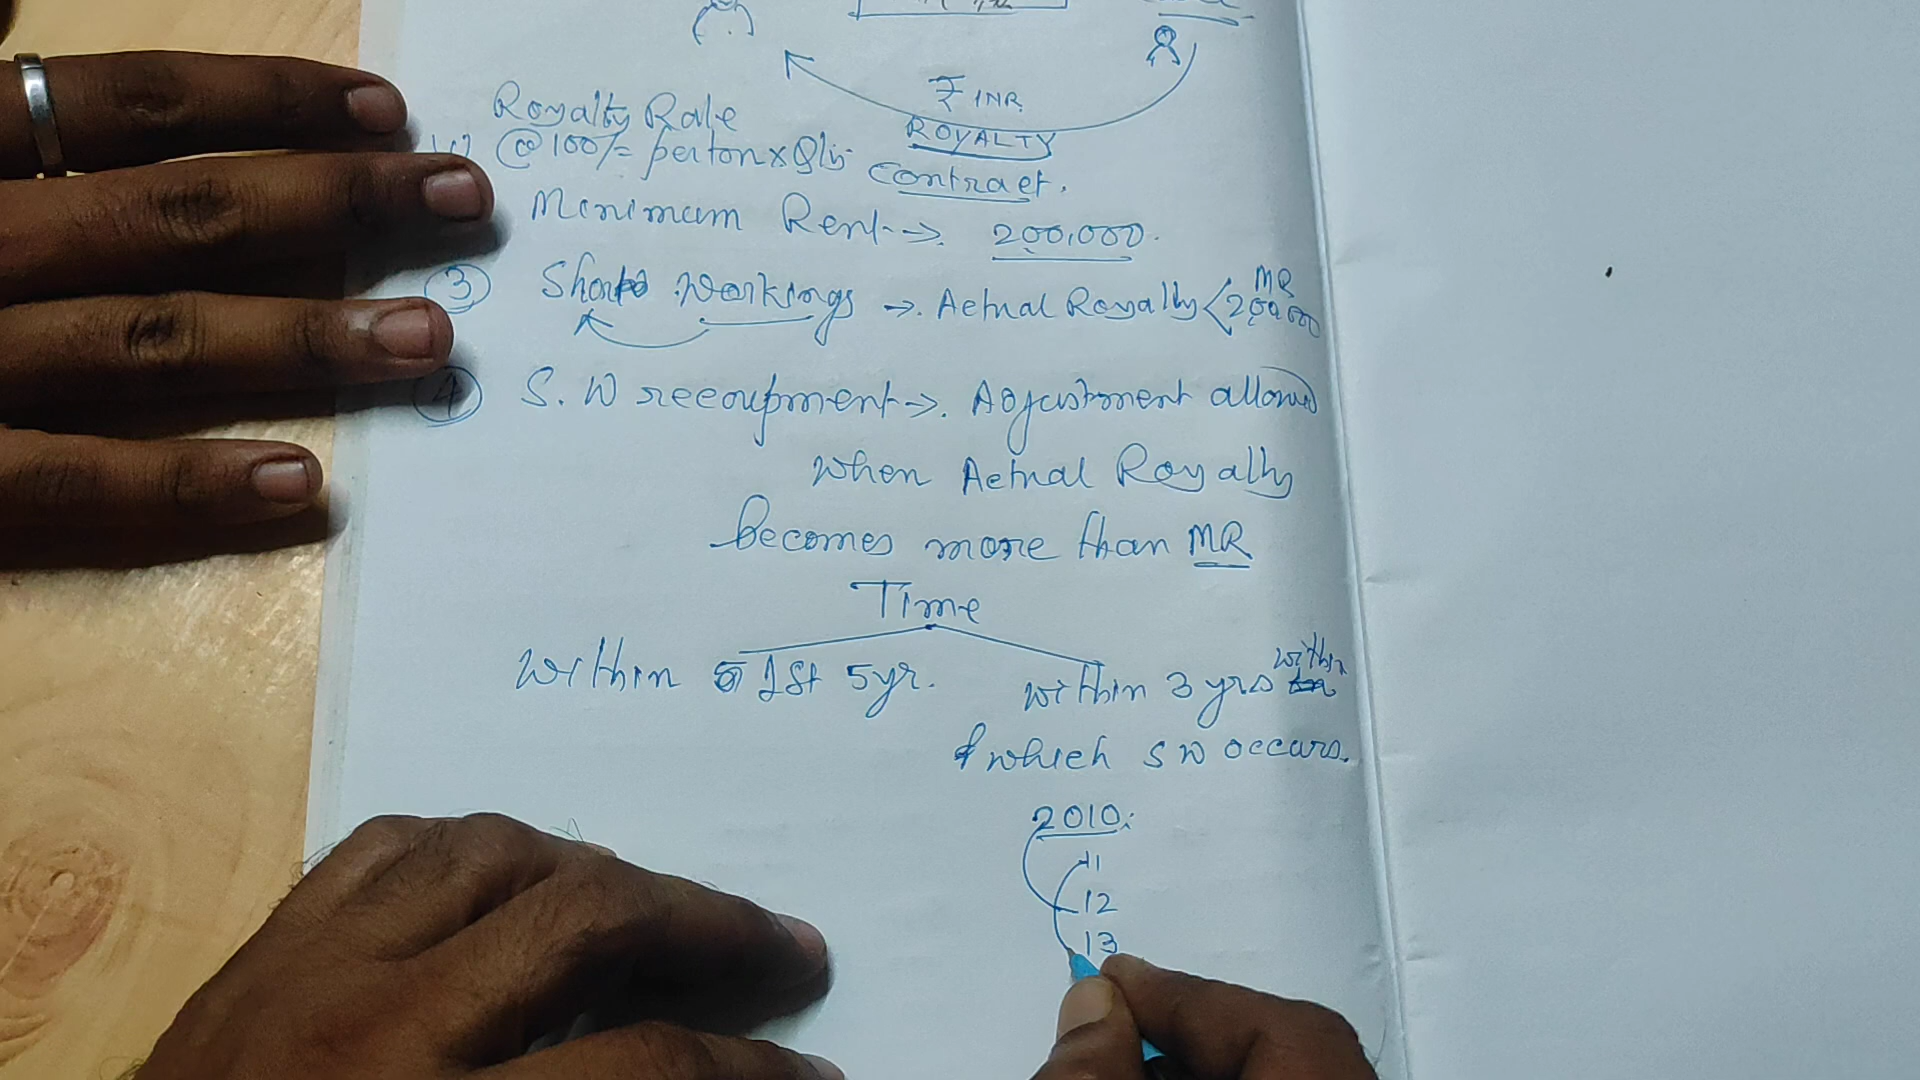 ₹ INR.
ROYALTY
Royalty Rate
@ 100/= per ton x Qty
contract.
Minimum Rent → 200,000.
③ Short workings → Actual Royalty < 200,000
MR
④ S.W recoupment → Adjustment allowed
when Actual Royalty
becomes more than MR
Time
within 1st 5yr.
within 3 yrs within
which SW occurs.
2010:
11
12
13